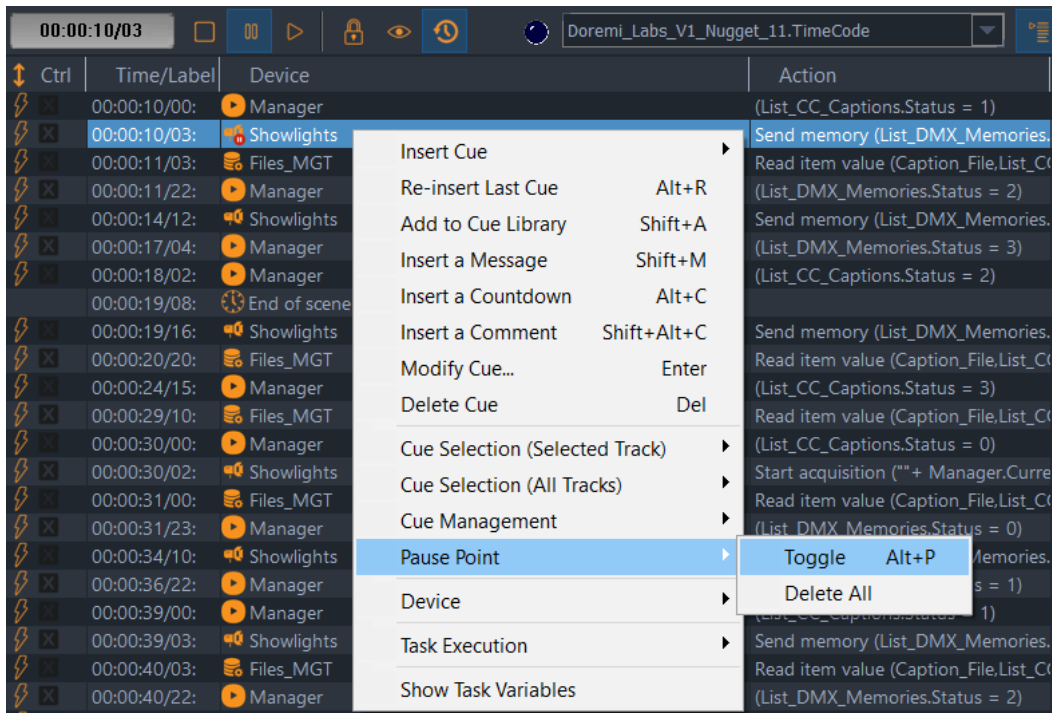 00:00:10/03 Doremi_Labs_V1_Nugget_11.TimeCode
Ctrl Time/Label Device Action
00:00:10/00: Manager (List_CC_Captions.Status = 1)
00:00:10/03: Showlights Send memory (List_DMX_Memories.
00:00:11/03: Files_MGT Read item value (Caption_File,List_C
00:00:11/22: Manager (List_DMX_Memories.Status = 2)
00:00:14/12: Showlights Send memory (List_DMX_Memories.
00:00:17/04: Manager (List_DMX_Memories.Status = 3)
00:00:18/02: Manager (List_CC_Captions.Status = 2)
00:00:19/08: End of scene
00:00:19/16: Showlights Send memory (List_DMX_Memories.
00:00:20/20: Files_MGT Read item value (Caption_File,List_C
00:00:24/15: Manager (List_CC_Captions.Status = 3)
00:00:29/10: Files_MGT Read item value (Caption_File,List_C
00:00:30/00: Manager (List_CC_Captions.Status = 0)
00:00:30/02: Showlights Start acquisition (""+ Manager.Curre
00:00:31/00: Files_MGT Read item value (Caption_File,List_C
00:00:31/23: Manager (List_DMX_Memories.Status = 0)
00:00:34/10: Showlights Memories.
00:00:36/22: Manager s = 1)
00:00:39/00: Manager (List_CC_Captions.Status = 1)
00:00:39/03: Showlights Send memory (List_DMX_Memories.
00:00:40/03: Files_MGT Read item value (Caption_File,List_C
00:00:40/22: Manager (List_DMX_Memories.Status = 2)
Insert Cue
Re-insert Last Cue Alt+R
Add to Cue Library Shift+A
Insert a Message Shift+M
Insert a Countdown Alt+C
Insert a Comment Shift+Alt+C
Modify Cue... Enter
Delete Cue Del
Cue Selection (Selected Track)
Cue Selection (All Tracks)
Cue Management
Pause Point
Device
Task Execution
Show Task Variables
Toggle Alt+P
Delete All